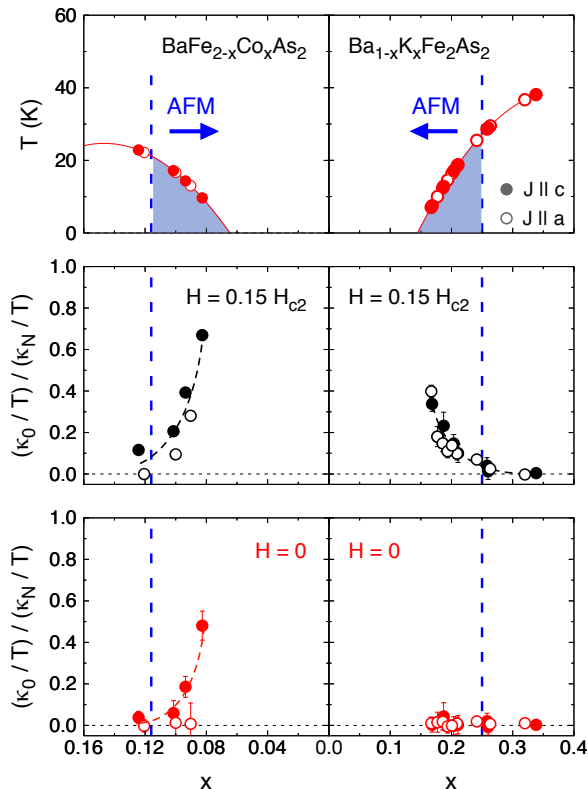 BaFe2-xCoxAs2
Ba1-xKxFe2As2
60
40
20
0
T (K)
AFM
AFM
J || c
J || a
1.0
0.8
0.6
0.4
0.2
0.0
(κ0 / T) / (κN / T)
H = 0.15 Hc2
H = 0.15 Hc2
1.0
0.8
0.6
0.4
0.2
0.0
(κ0 / T) / (κN / T)
H = 0
H = 0
0.16 0.12 0.08 0.0 0.1 0.2 0.3 0.4
x x